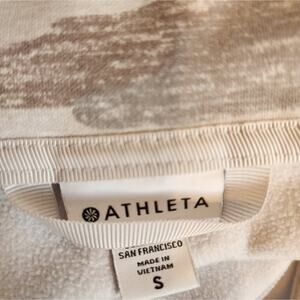 ATHLETA
SAN FRANCISCO
MADE IN
VIETNAM
S